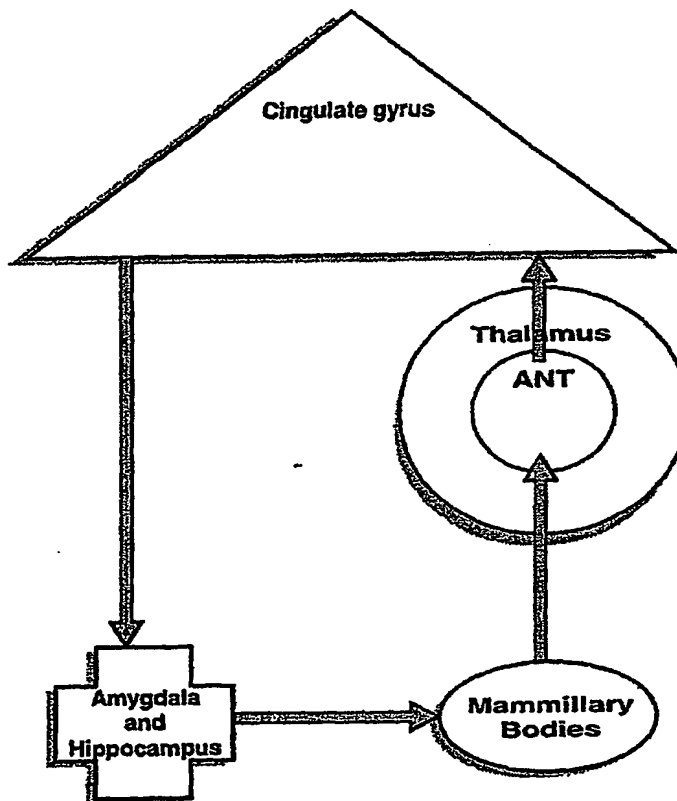 Cingulate gyrus
Thalamus
ANT
Amygdala
and
Hippocampus
Mammillary
Bodies